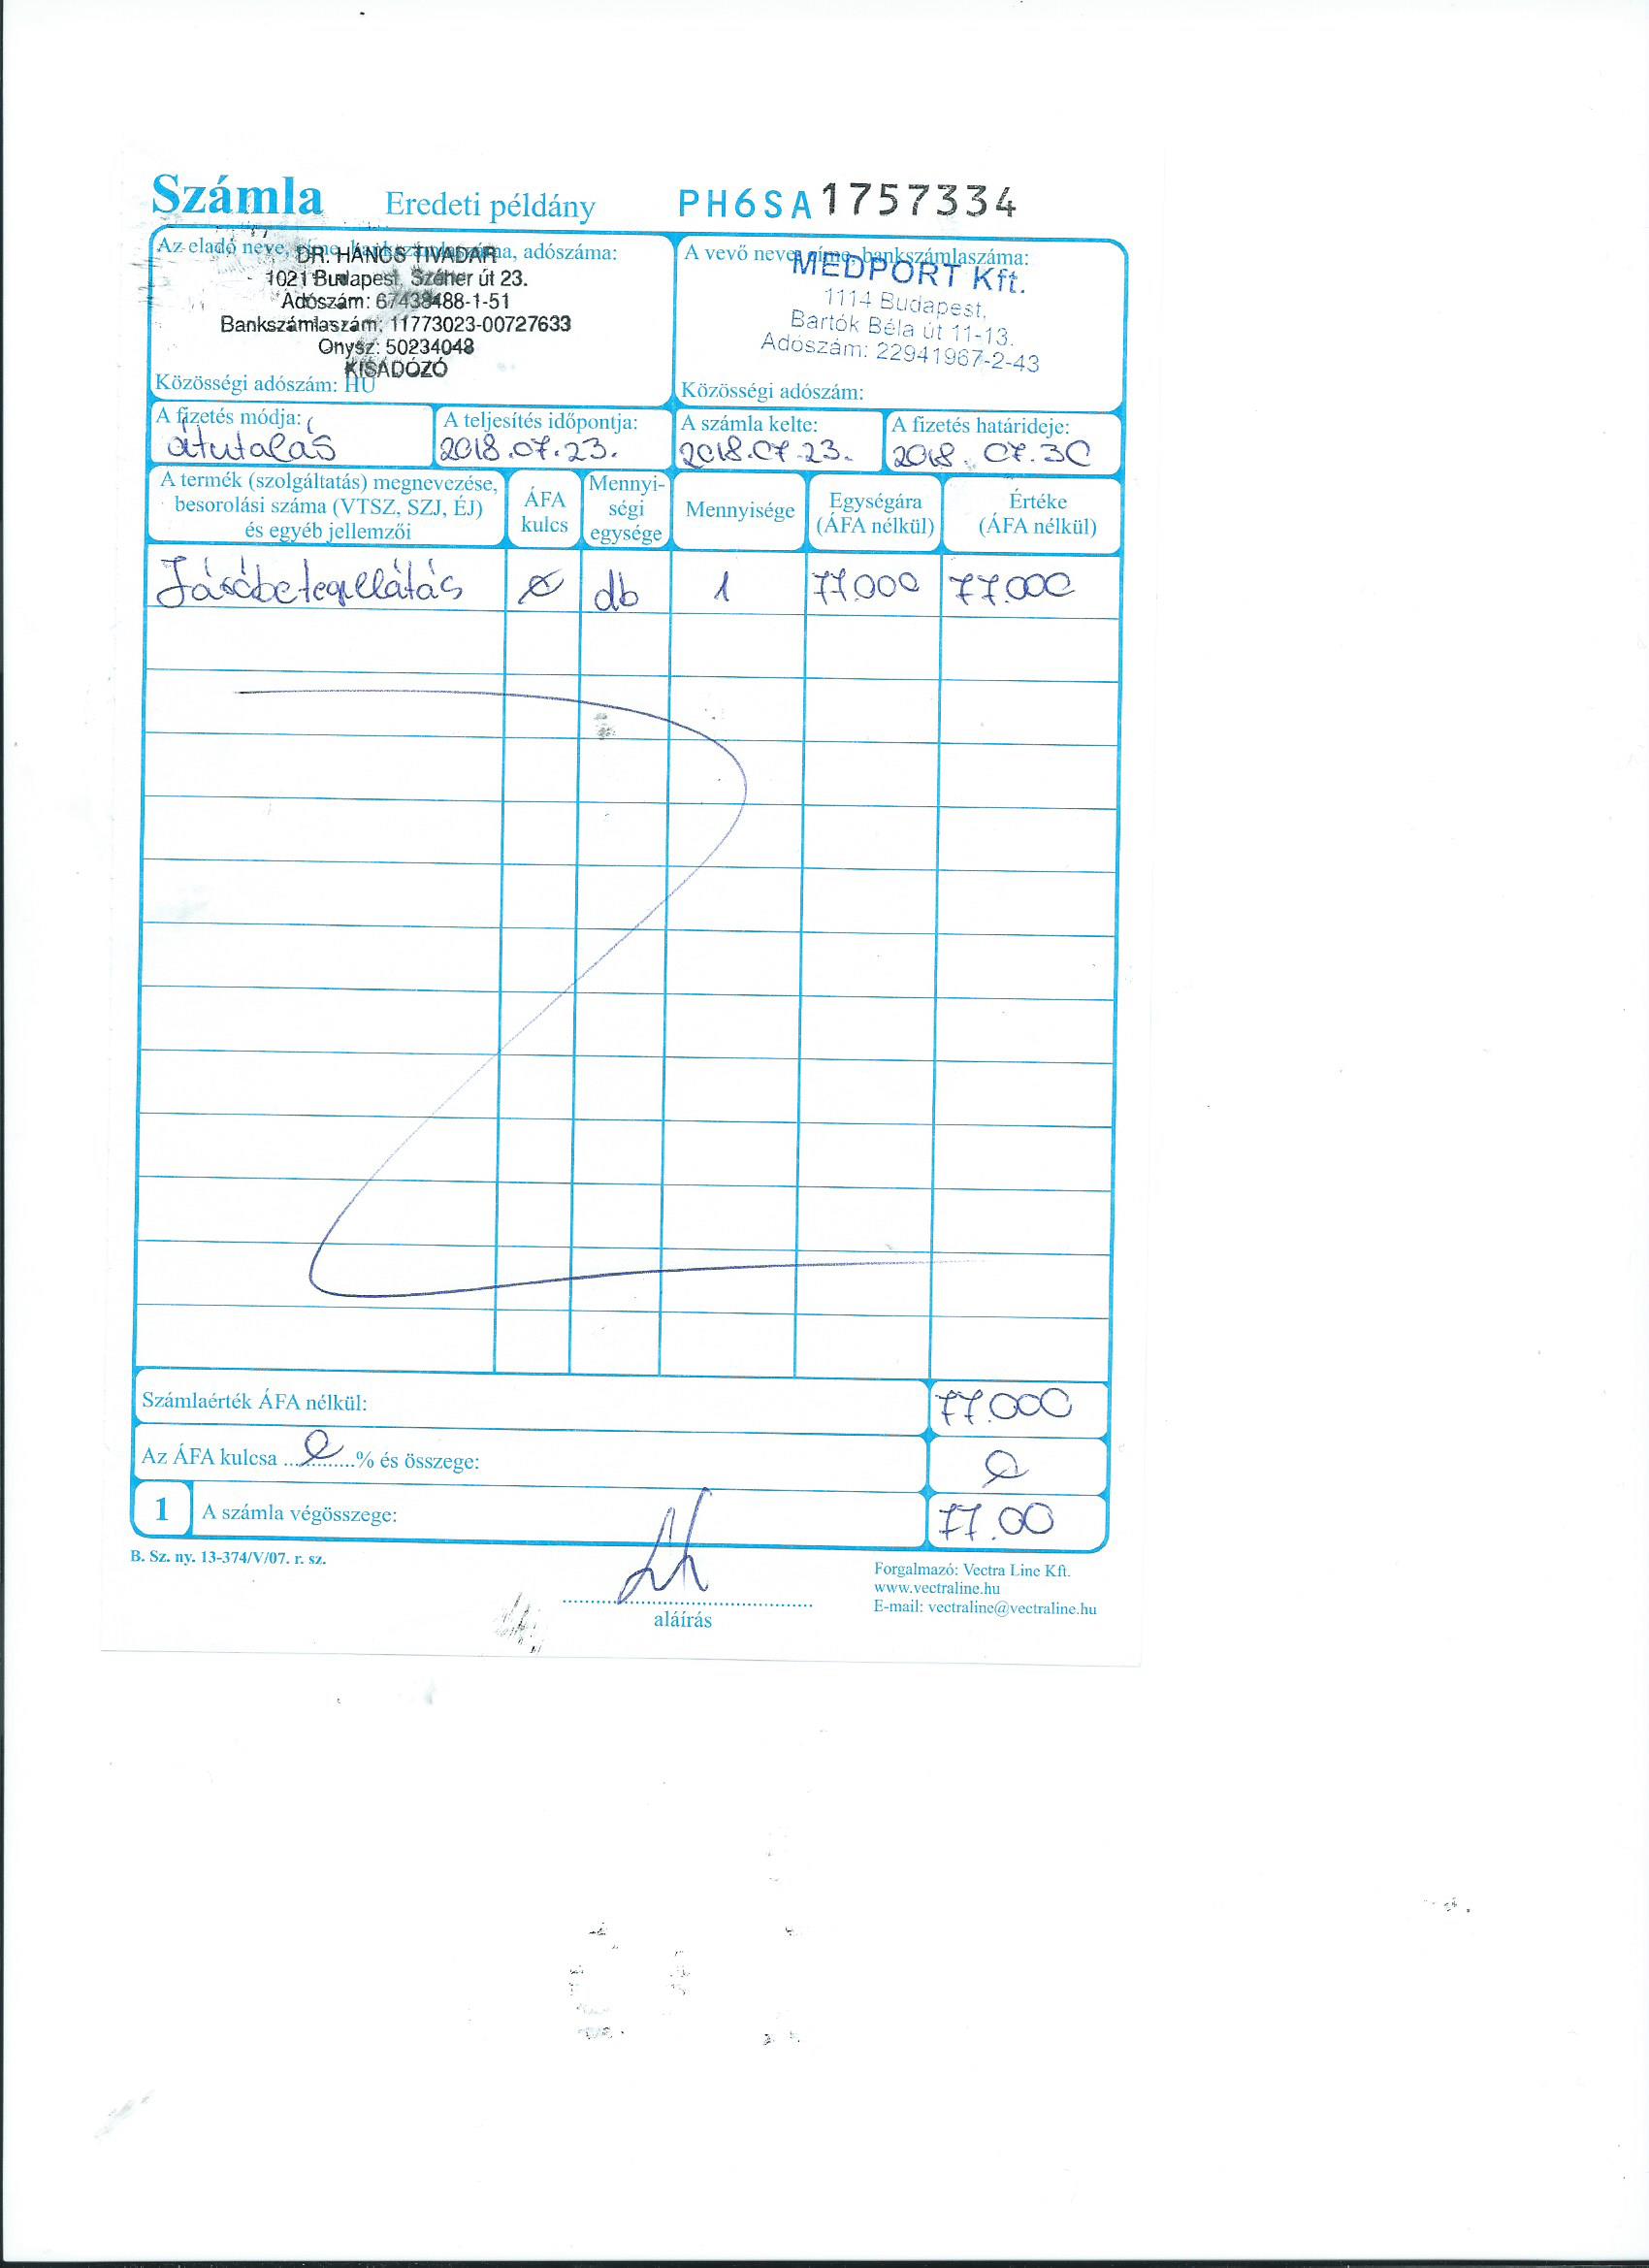 Számla Eredeti példány PH6SA1757334
Az eladó neve, címe, bankszámlaszáma, adószáma:
DR. HANCS TIVADAR
1021 Budapest, Széher út 23.
Adószám: 67438488-1-51
Bankszámlaszám: 11773023-00727633
Onysz: 50234048
KISADÓZÓ
Közösségi adószám: HU
A vevő neve, címe, bankszámlaszáma:
MEDPORT Kft.
1114 Budapest,
Bartók Béla út 11-13.
Adószám: 22941967-2-43
Közösségi adószám:
A fizetés módja: A teljesítés időpontja: A számla kelte: A fizetés határideje:
átutalás 2018.07.23. 2018.07.23. 2018.07.30
A termék (szolgáltatás) megnevezése, besorolási száma (VTSZ, SZJ, ÉJ) és egyéb jellemzői
ÁFA kulcs
Mennyi-
ségi
egysége
Mennyisége
Egységára (ÁFA nélkül)
Értéke (ÁFA nélkül)
Járóbetegellátás 0 db 1 77.000 77.000
Számlaérték ÁFA nélkül: 77.000
Az ÁFA kulcsa 0 % és összege: 0
1 A számla végösszege: 77.00
B. Sz. ny. 13-374/V/07. r. sz.
aláírás
Forgalmazó: Vectra Line Kft.
www.vectraline.hu
E-mail: vectraline@vectraline.hu